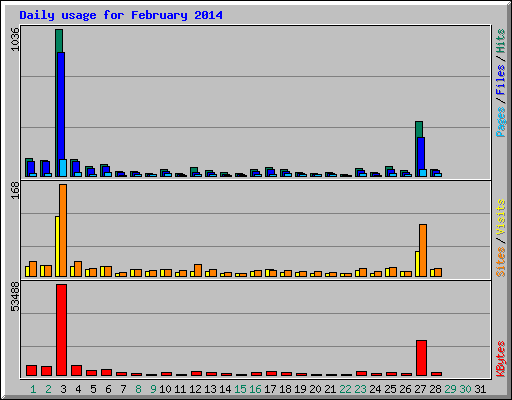 Daily usage for February 2014
1036
Pages / Files / Hits
168
Sites / Visits
53488
KBytes
1 2 3 4 5 6 7 8 9 10 11 12 13 14 15 16 17 18 19 20 21 22 23 24 25 26 27 28 29 30 31